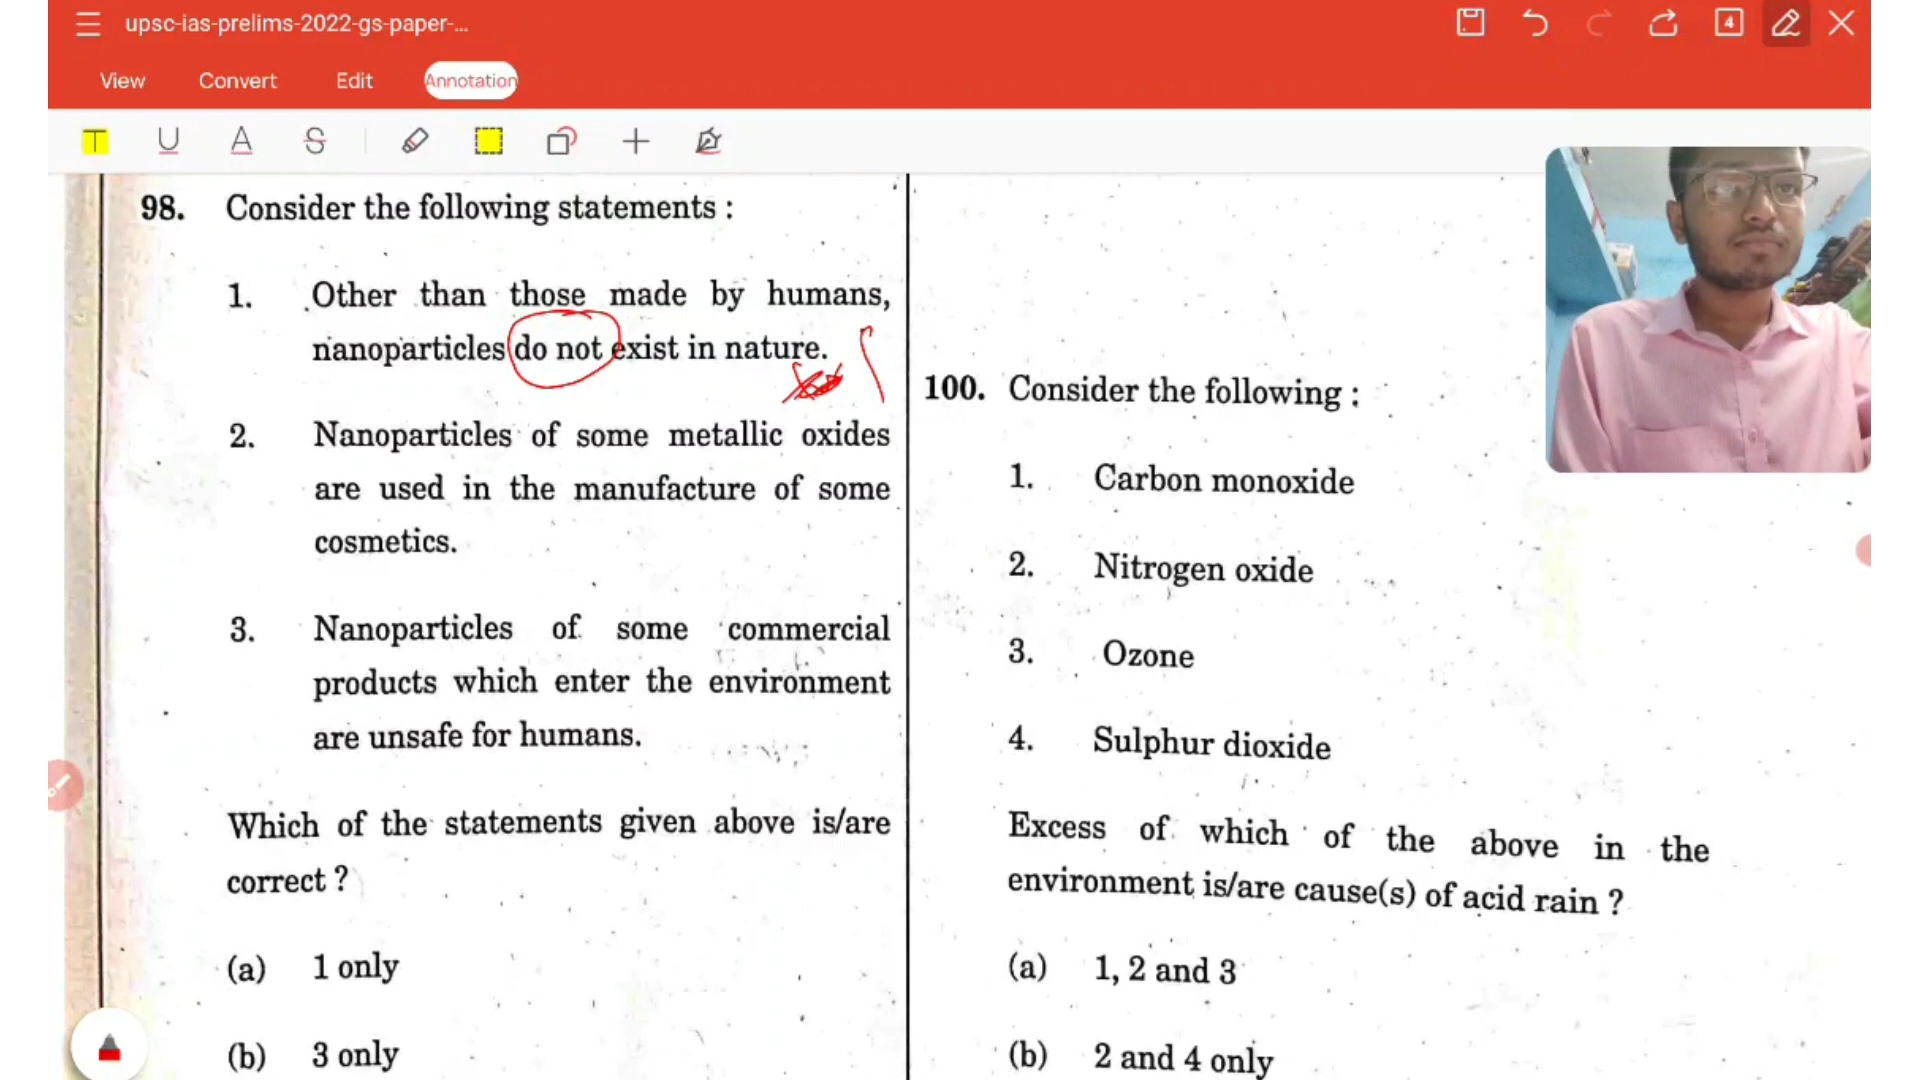 upsc-ias-prelims-2022-gs-paper-...
4
View
Convert
Edit
Annotation
T
U
A
S
98. Consider the following statements :
1. Other than those made by humans,
nanoparticles do not exist in nature.
2. Nanoparticles of some metallic oxides
are used in the manufacture of some
cosmetics.
3. Nanoparticles of some commercial
products which enter the environment
are unsafe for humans.
Which of the statements given above is/are
correct ?
(a) 1 only
(b) 3 only
100. Consider the following :
1. Carbon monoxide
2. Nitrogen oxide
3. Ozone
4. Sulphur dioxide
Excess of which of the above in the
environment is/are cause(s) of acid rain ?
(a) 1, 2 and 3
(b) 2 and 4 only